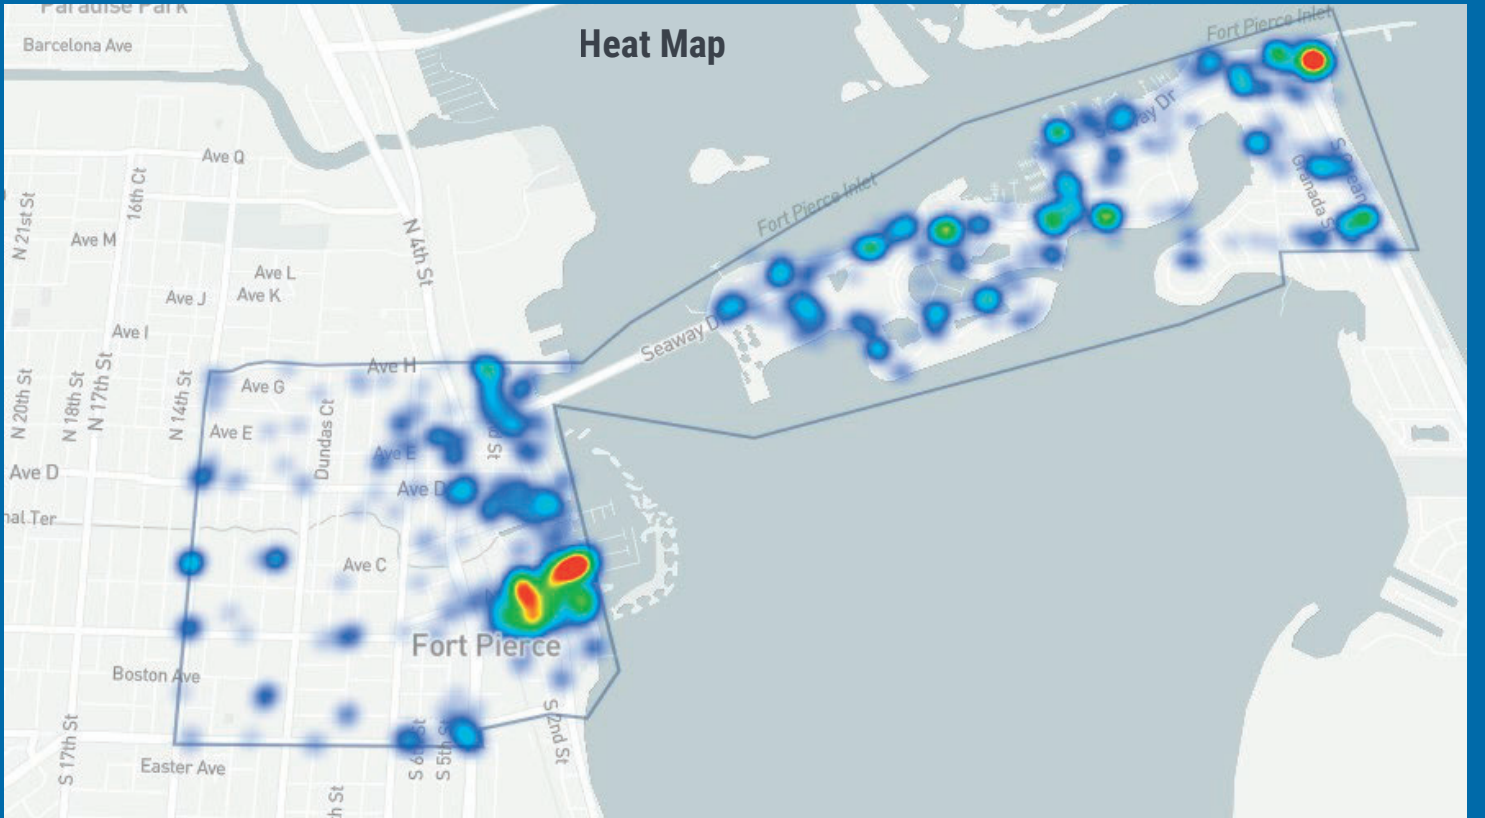 Paradise Park
Heat Map
Fort Pierce Inlet
Barcelona Ave
Seaway Dr
Ave Q
16th Ct
N 21st St
Granada S
S Ocean
Fort Pierce Inlet
Ave M
N 4th St
Ave L
Ave J
Ave K
Ave I
Seaway D
Ave H
N 20th St
N 18th St
N 17th St
N 14th St
Ave G
Dundas Ct
Ave E
Ave E
St
Ave D
Ave D
nal Ter
Ave C
Fort Pierce
Boston Ave
S 17th St
S 6th St
S 5th St
S 2nd St
Easter Ave
h St